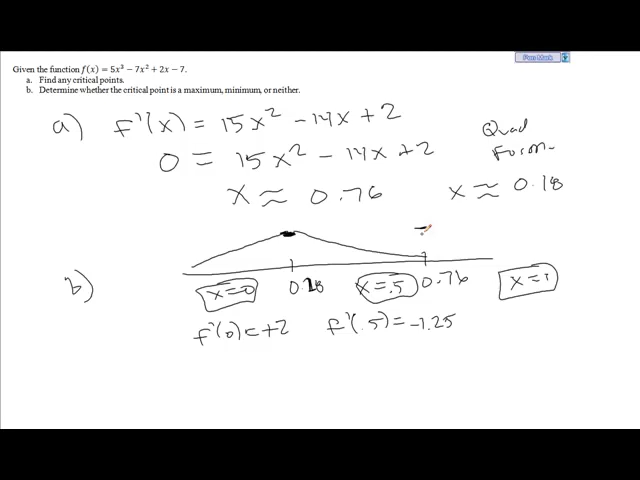 Pen Mark
Given the function f(x) = 5x³ − 7x² + 2x − 7.
a. Find any critical points.
b. Determine whether the critical point is a maximum, minimum, or neither.
a) f'(x) = 15x² − 14x + 2
0 = 15x² − 14x + 2
Quad
Form
x ≈ 0.76 x ≈ 0.18
b)
x=0 0.18 x=.5 0.76 x=1
f'(0) = +2 f'(.5) = −1.25